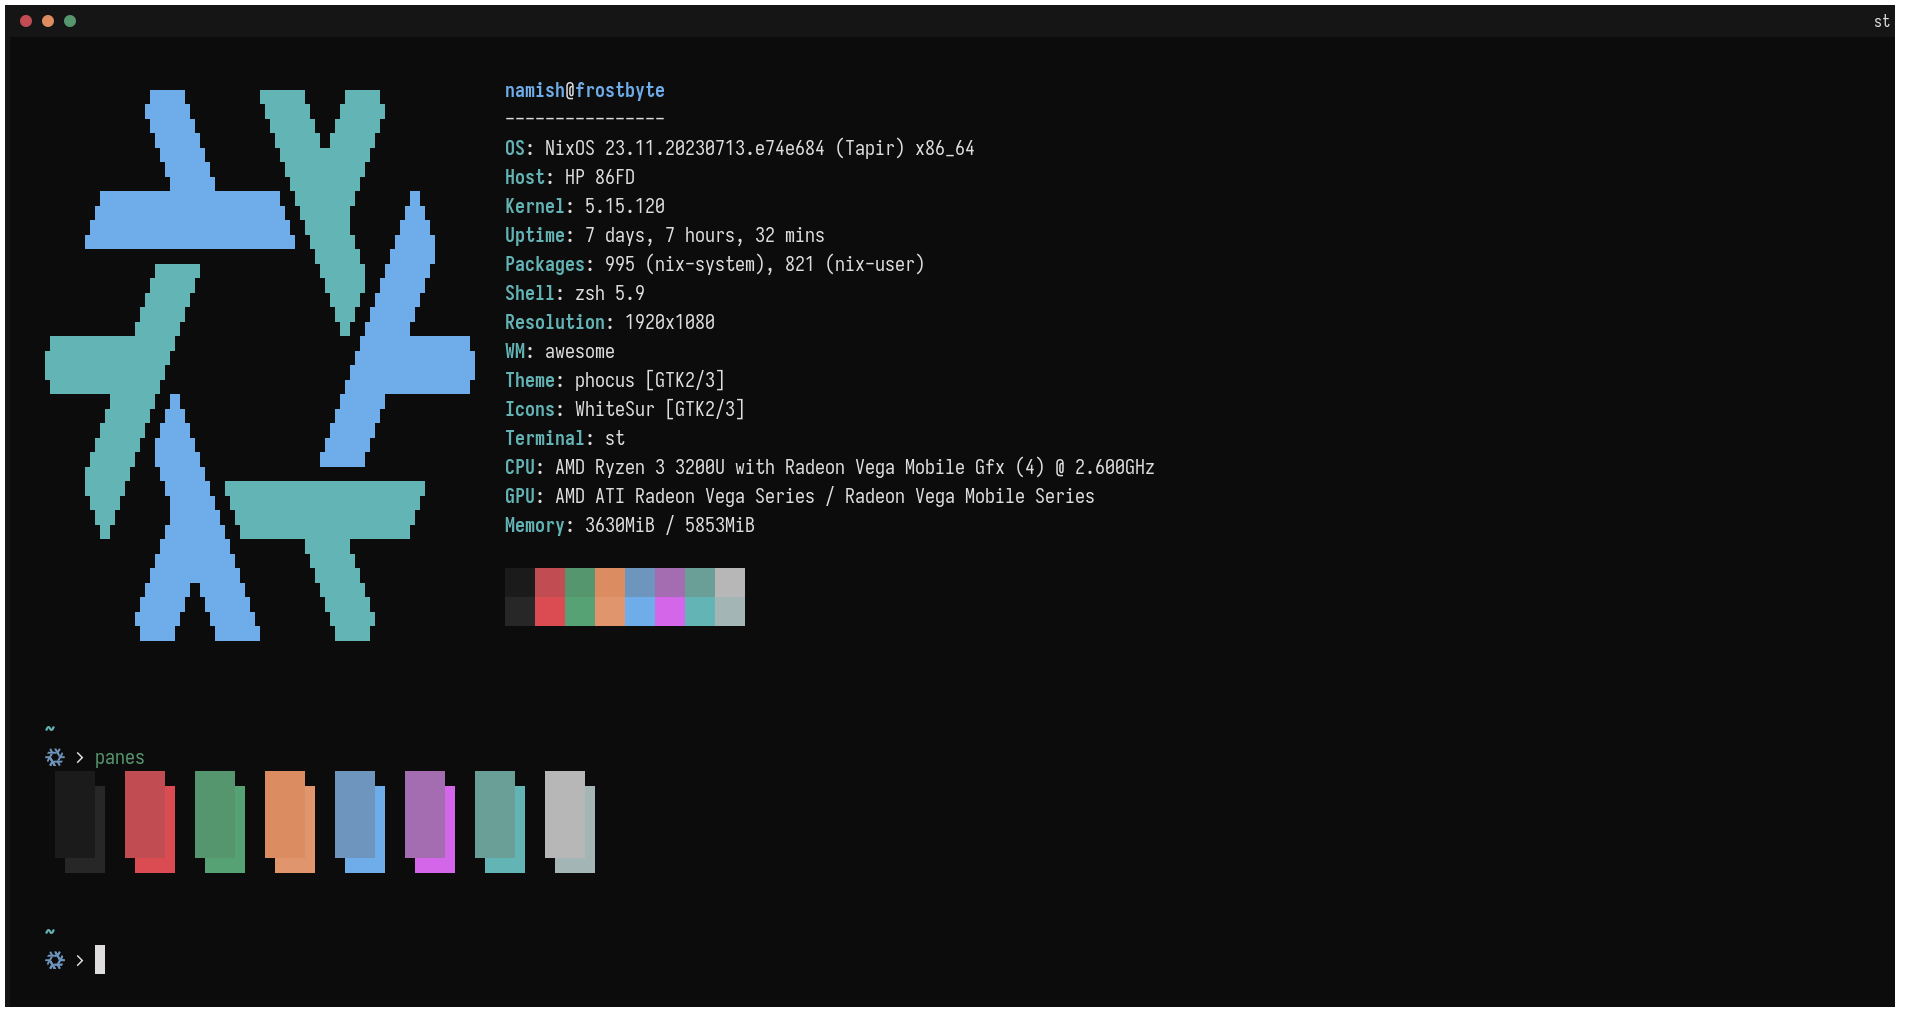 st
namish@frostbyte
----------------
OS: NixOS 23.11.20230713.e74e684 (Tapir) x86_64
Host: HP 86FD
Kernel: 5.15.120
Uptime: 7 days, 7 hours, 32 mins
Packages: 995 (nix-system), 821 (nix-user)
Shell: zsh 5.9
Resolution: 1920x1080
WM: awesome
Theme: phocus [GTK2/3]
Icons: WhiteSur [GTK2/3]
Terminal: st
CPU: AMD Ryzen 3 3200U with Radeon Vega Mobile Gfx (4) @ 2.600GHz
GPU: AMD ATI Radeon Vega Series / Radeon Vega Mobile Series
Memory: 3630MiB / 5853MiB
~
> panes
~
>